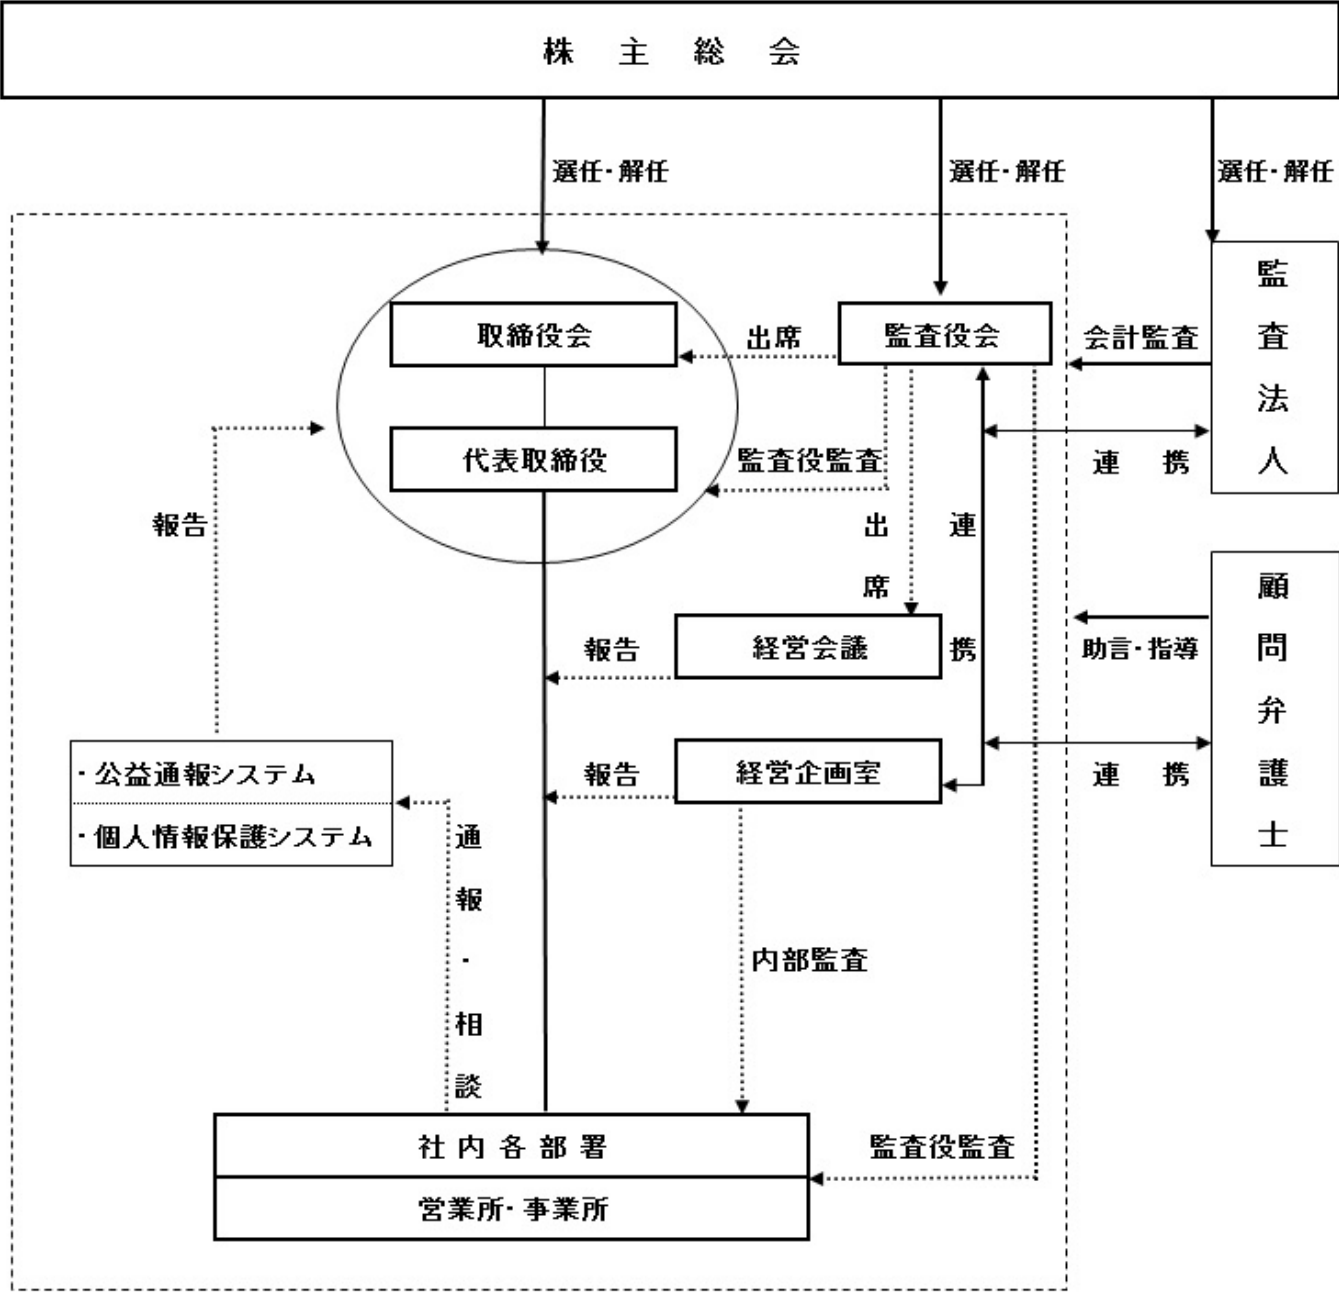 株主総会
選任・解任
選任・解任
選任・解任
取締役会
出席
監査役会
会計監査
監査法人
代表取締役
監査役監査
連携
報告
出席
連携
顧問弁護士
経営会議
報告
助言・指導
・公益通報システム
・個人情報保護システム
報告
経営企画室
連携
通報・相談
内部監査
社内各部署
監査役監査
営業所・事業所